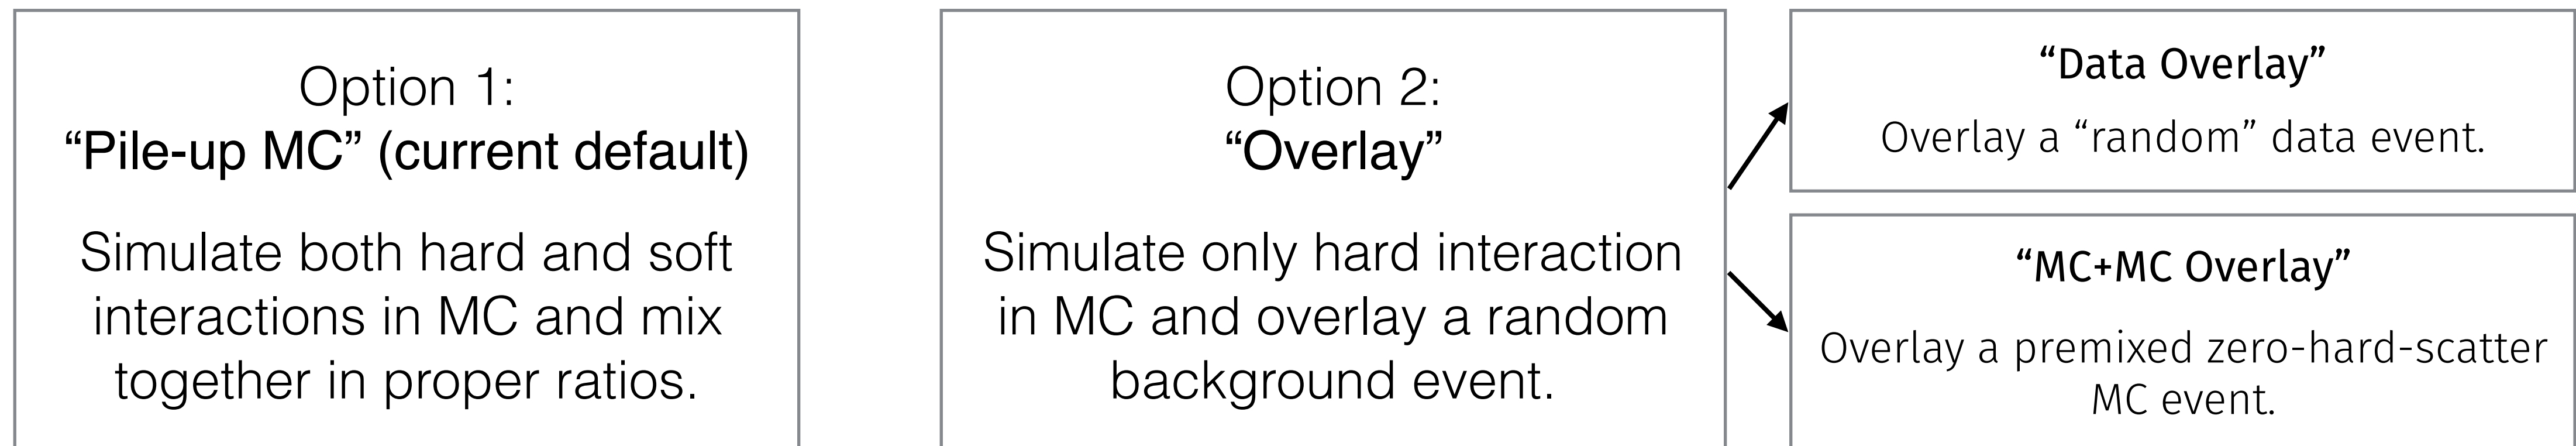 Option 1:
“Pile-up MC” (current default)
Simulate both hard and soft
interactions in MC and mix
together in proper ratios.
Option 2:
“Overlay”
Simulate only hard interaction
in MC and overlay a random
background event.
“Data Overlay”
Overlay a “random” data event.
“MC+MC Overlay”
Overlay a premixed zero-hard-scatter
MC event.